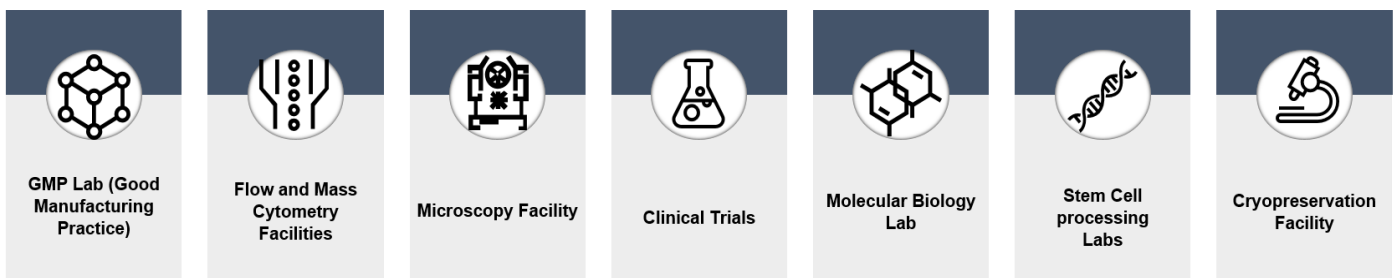 GMP Lab (Good
Manufacturing
Practice)
Flow and Mass
Cytometry
Facilities
Microscopy Facility
Clinical Trials
Molecular Biology
Lab
Stem Cell
processing
Labs
Cryopreservation
Facility